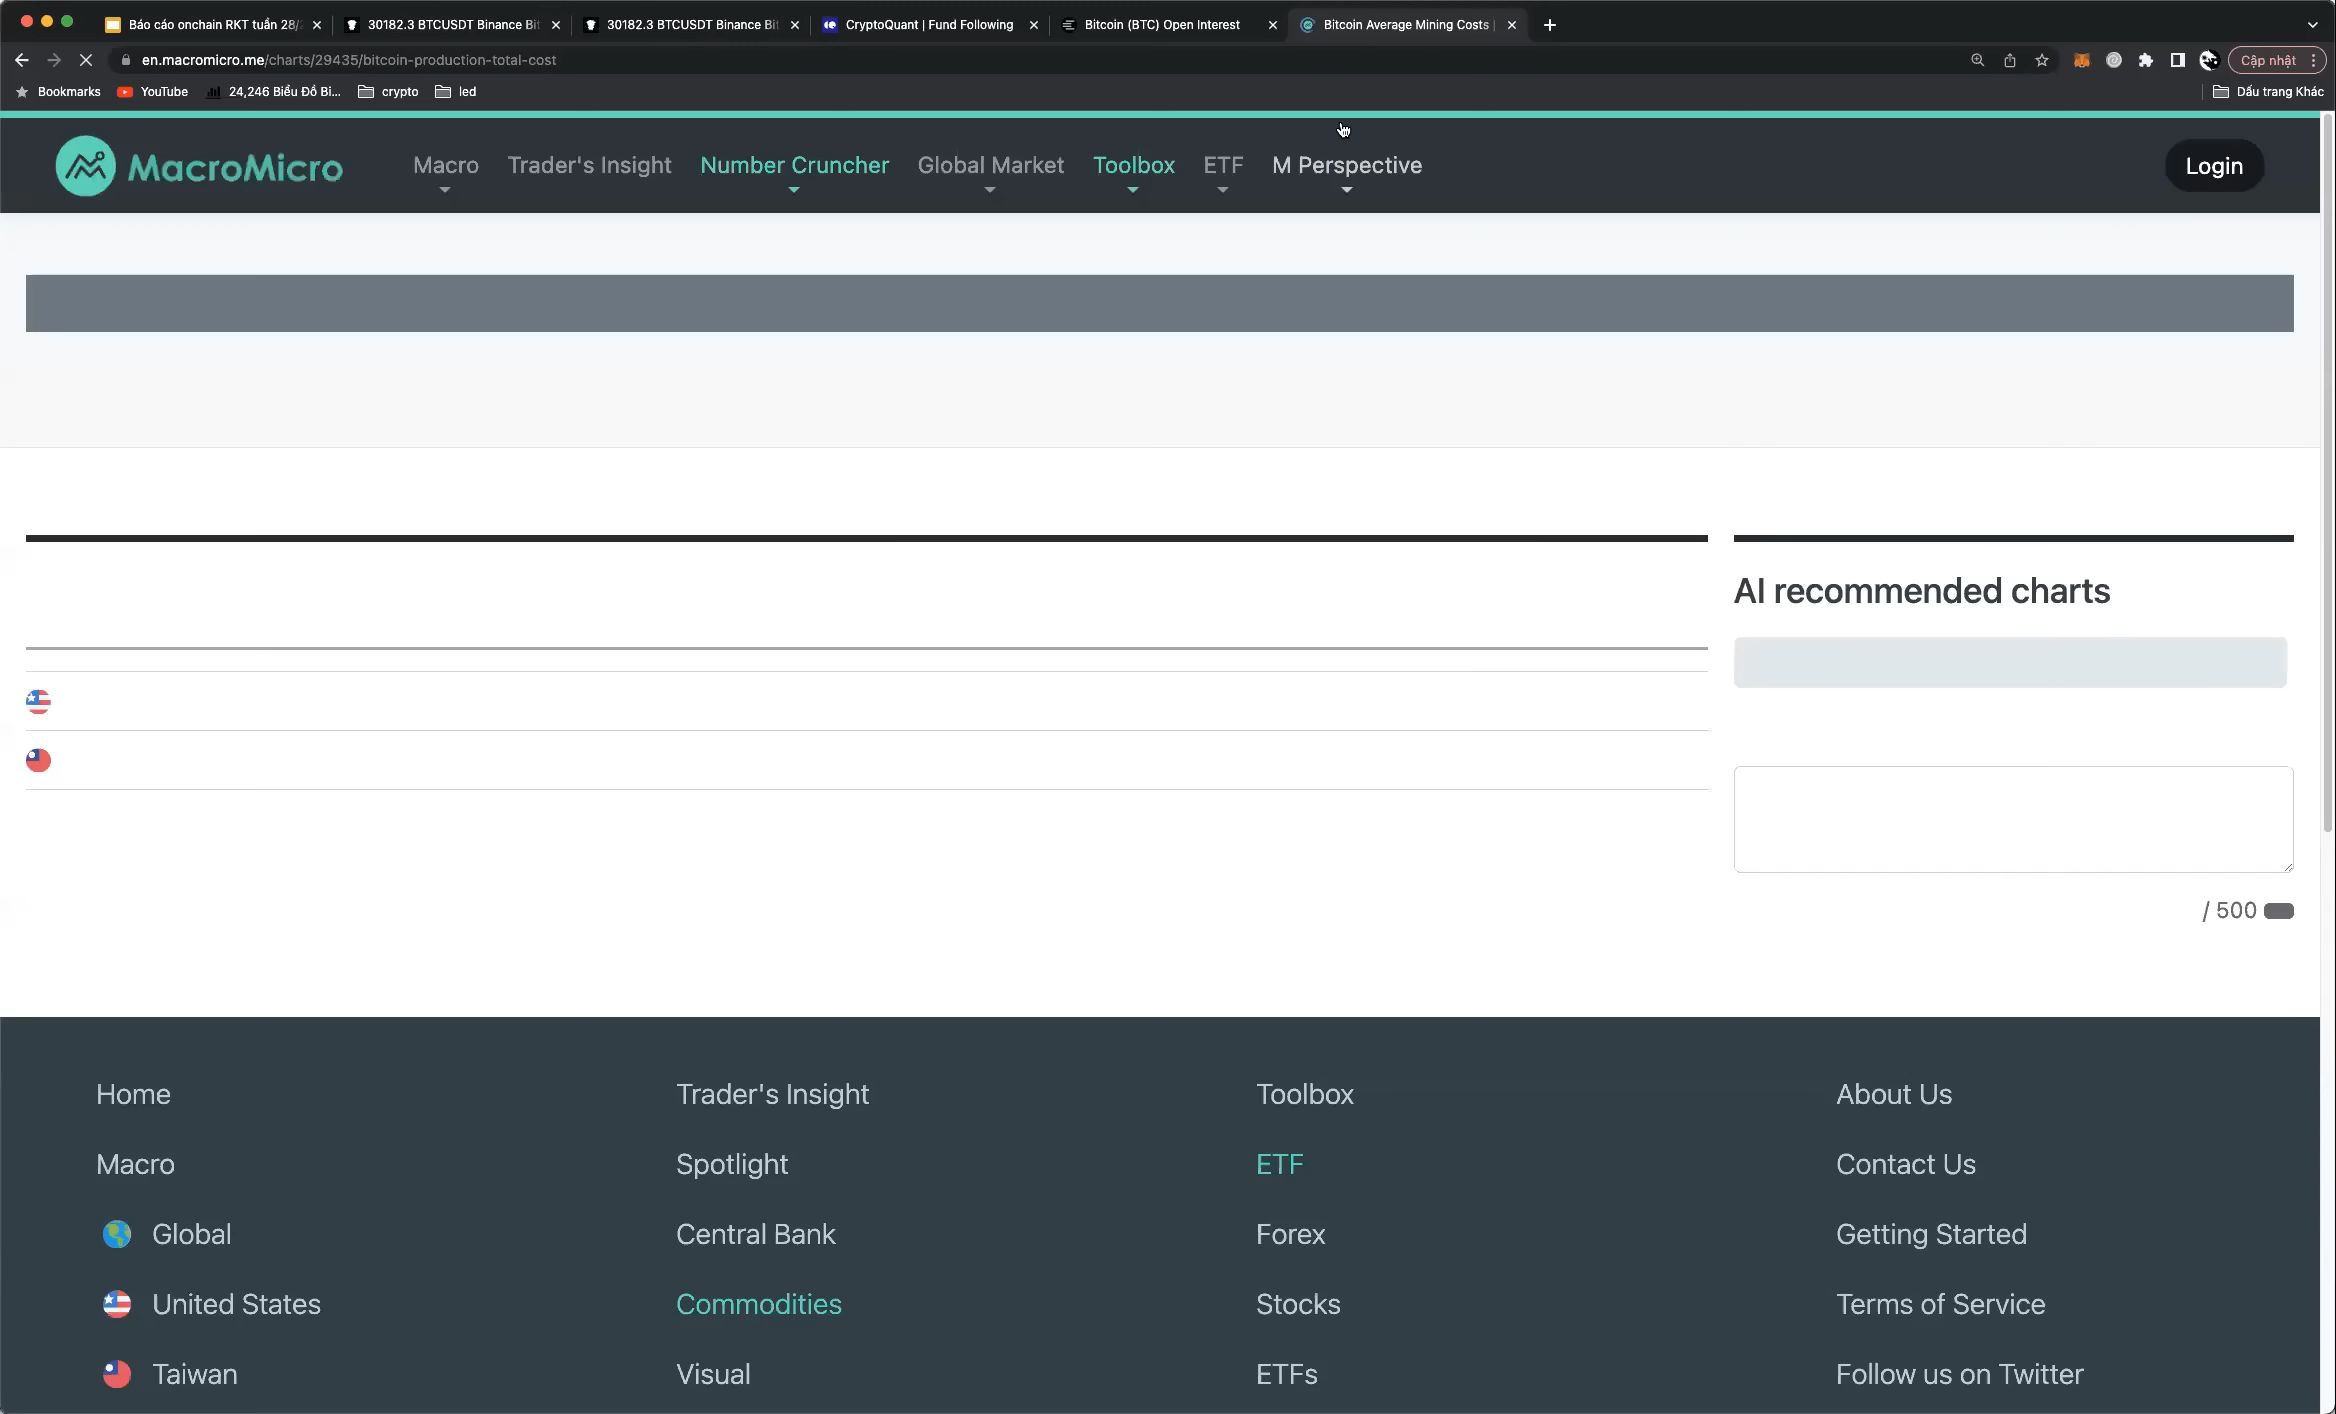 Báo cáo onchain RKT tuần 28/
30182.3 BTCUSDT Binance Bit
30182.3 BTCUSDT Binance Bit
CryptoQuant | Fund Following
Bitcoin (BTC) Open Interest
Bitcoin Average Mining Costs |
en.macromicro.me/charts/29435/bitcoin-production-total-cost
Cập nhật
Bookmarks
YouTube
24,246 Biểu Đồ Bi...
crypto
led
Dấu trang Khác
MacroMicro
Macro
Trader's Insight
Number Cruncher
Global Market
Toolbox
ETF
M Perspective
Login
AI recommended charts
/ 500
Home
Macro
Global
United States
Taiwan
Trader's Insight
Spotlight
Central Bank
Commodities
Visual
Toolbox
ETF
Forex
Stocks
ETFs
About Us
Contact Us
Getting Started
Terms of Service
Follow us on Twitter